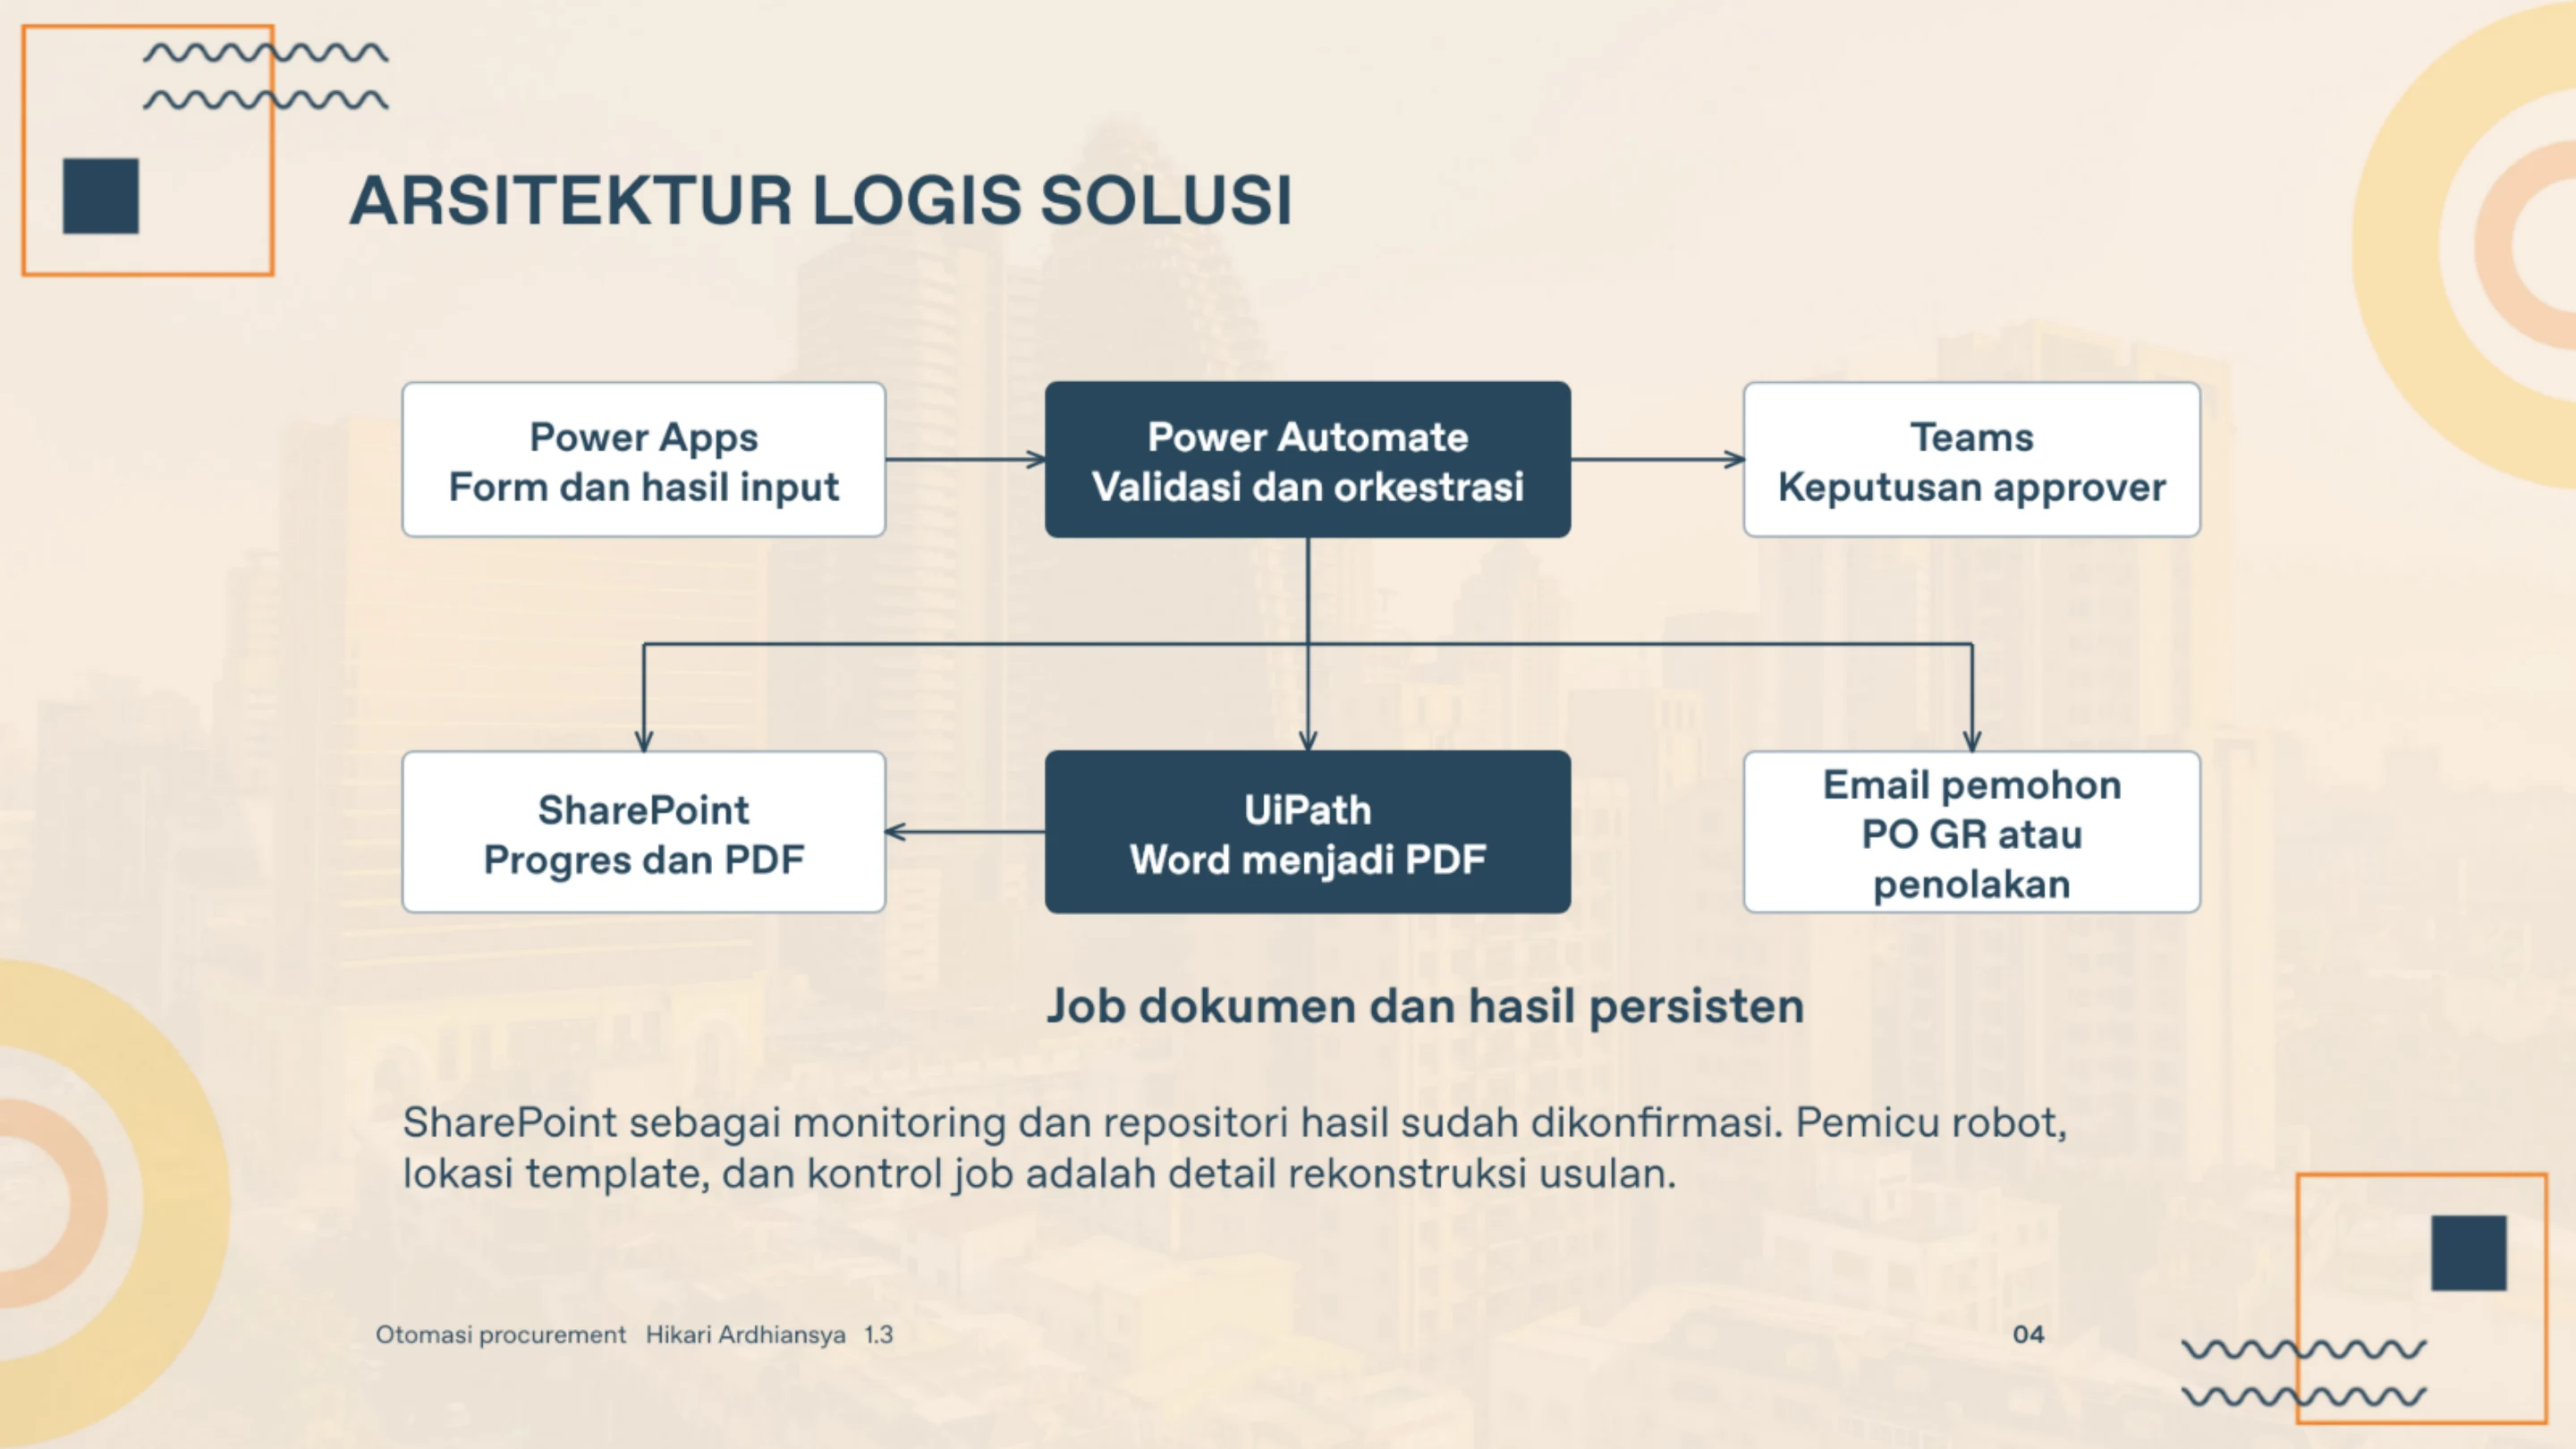 ARSITEKTUR LOGIS SOLUSI
Power Apps
Form dan hasil input
Power Automate
Validasi dan orkestrasi
Teams
Keputusan approver
SharePoint
Progres dan PDF
UiPath
Word menjadi PDF
Email pemohon
PO GR atau
penolakan
Job dokumen dan hasil persisten
SharePoint sebagai monitoring dan repositori hasil sudah dikonfirmasi. Pemicu robot,
lokasi template, dan kontrol job adalah detail rekonstruksi usulan.
Otomasi procurement Hikari Ardhiansya 1.3
04